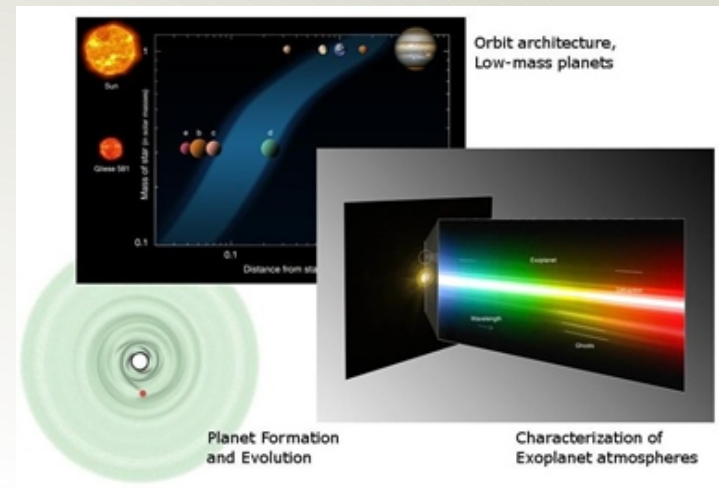 Orbit architecture,
Low-mass planets
Sun
Gliese 581
Mass of star (in solar masses)
1
0.1
e b c d
0.1
Distance from sta
Exoplanet
Wavelength
Ghosts
Planet Formation
and Evolution
Characterization of
Exoplanet atmospheres